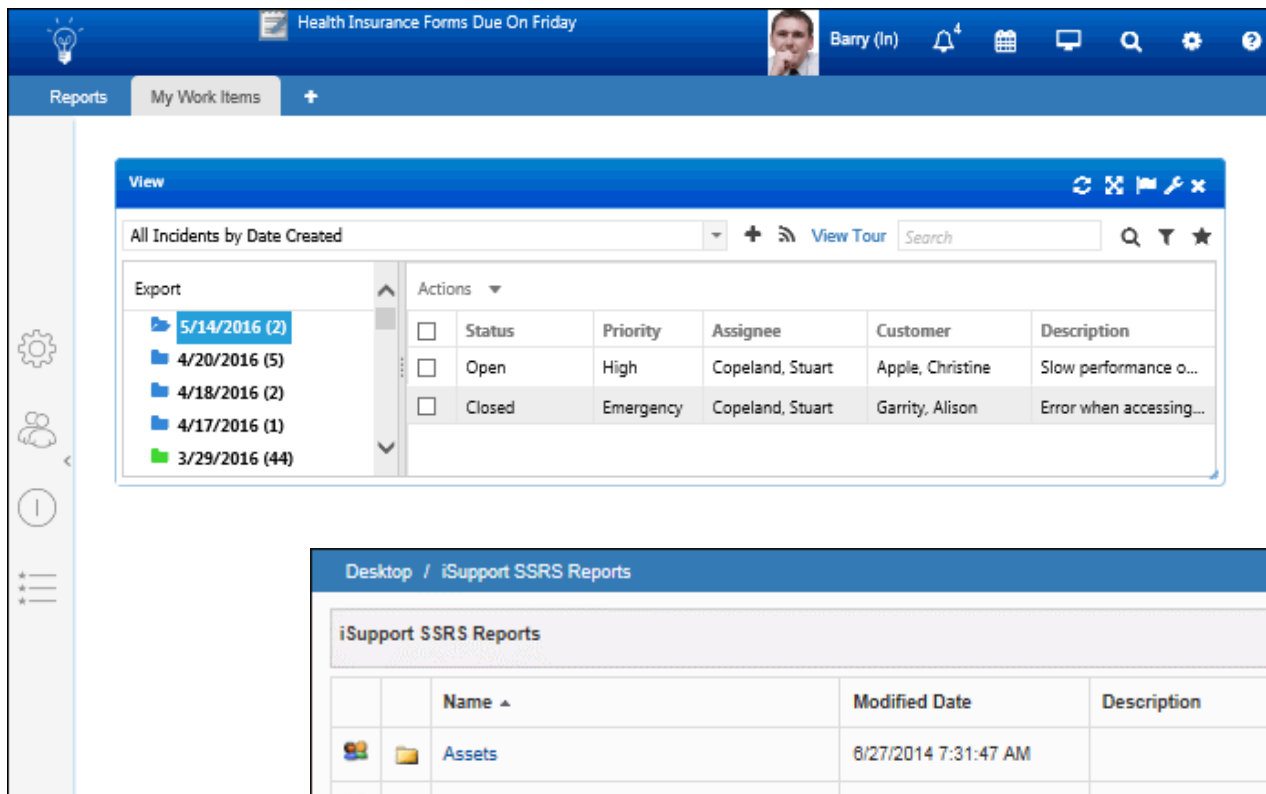 Health Insurance Forms Due On Friday
Barry (In)
4
Reports
My Work Items
View
All Incidents by Date Created
View Tour
Search
Export
5/14/2016 (2)
4/20/2016 (5)
4/18/2016 (2)
4/17/2016 (1)
3/29/2016 (44)
Actions
Status Priority Assignee Customer Description
Open High Copeland, Stuart Apple, Christine Slow performance o...
Closed Emergency Copeland, Stuart Garrity, Alison Error when accessing...
Desktop / iSupport SSRS Reports
iSupport SSRS Reports
Name Modified Date Description
Assets 6/27/2014 7:31:47 AM